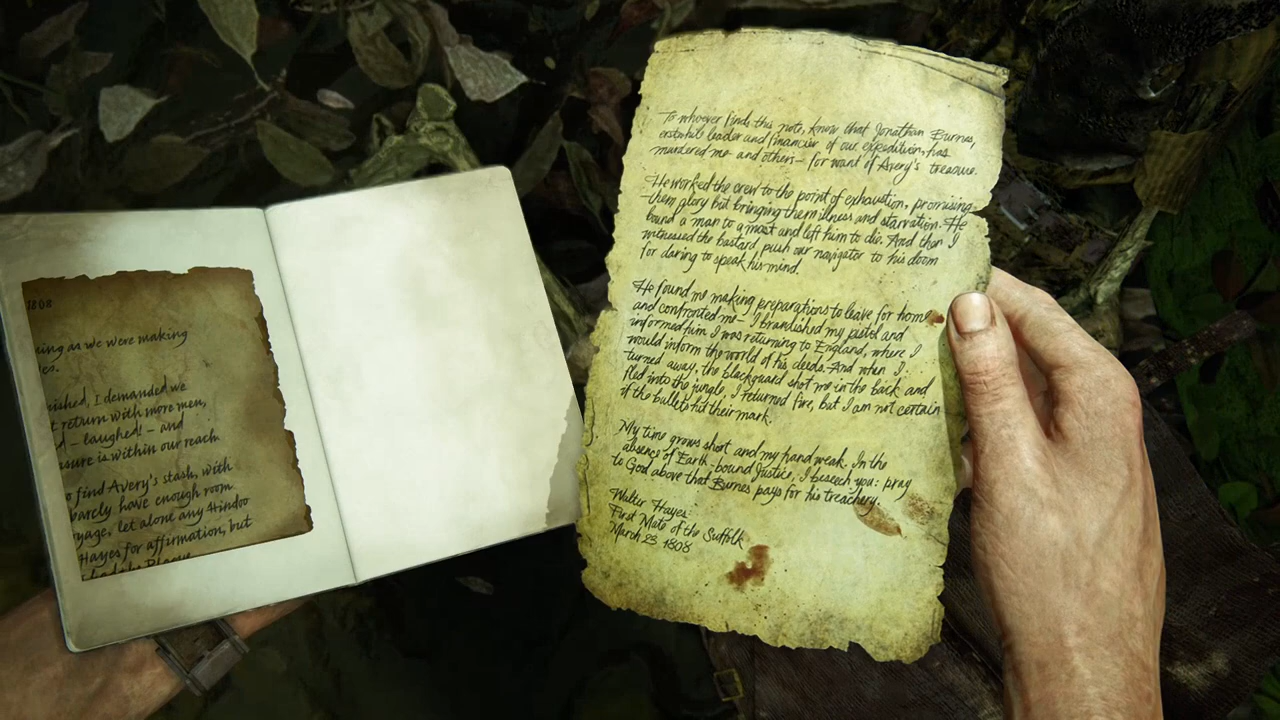 1808
ing as we were making
es.
ished, I demanded we
t return with more men,
d – laughed! – and
asure is within our reach
o find Avery's stash, with
barely have enough room
yage, let alone any Hindoo
Hayes for affirmation, but
To whoever finds this note, know that Jonathan Burnes,
erstwhile leader and financier of our expedition, has
murdered me – and others – for want of Avery's treasure.
He worked the crew to the point of exhaustion, promising
them glory but bringing them illness and starvation. He
bound a man to a mast and left him to die. And then I
witnessed the bastard push our navigator to his doom
for daring to speak his mind.
He found me making preparations to leave for home
and confronted me – I brandished my pistol and
informed him I was returning to England, where I
would inform the world of his deeds. And when I
turned away, the blackguard shot me in the back and
fled into the jungle. I returned fire, but I am not certain
if the bullets hit their mark.
My time grows short and my hand weak. In the
absence of Earth-bound Justice, I beseech you: pray
to God above that Burnes pays for his treachery.
Walter Hayes
First Mate of the Suffolk
March 23 1808